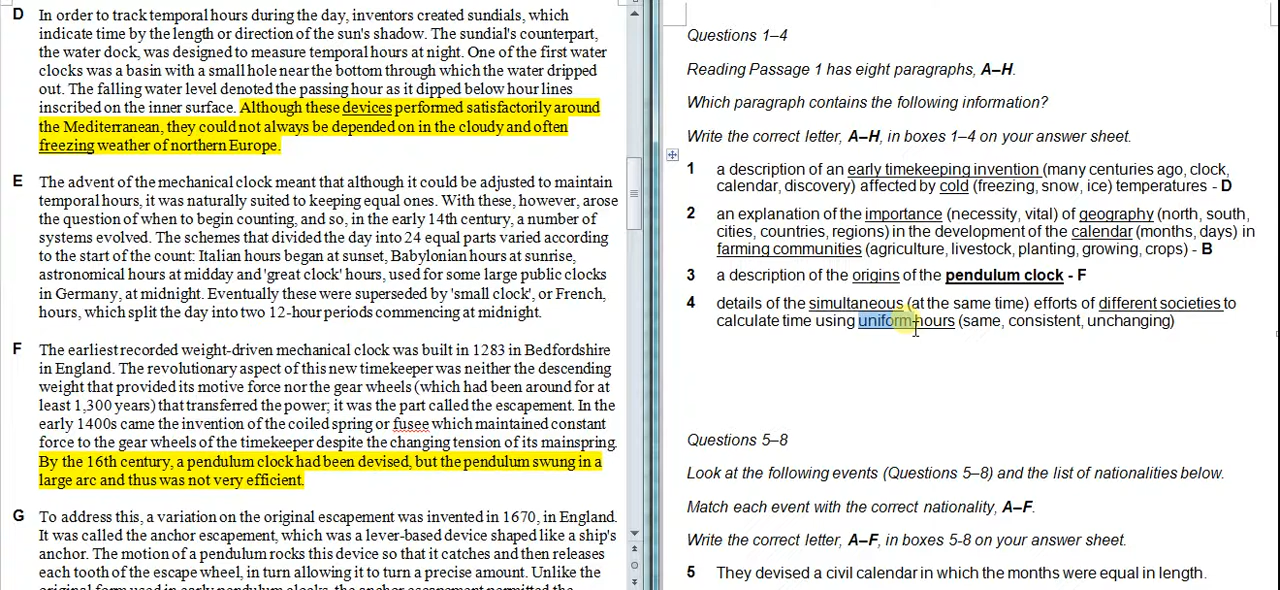 D In order to track temporal hours during the day, inventors created sundials, which
indicate time by the length or direction of the sun's shadow. The sundial's counterpart,
the water dock, was designed to measure temporal hours at night. One of the first water
clocks was a basin with a small hole near the bottom through which the water dripped
out. The falling water level denoted the passing hour as it dipped below hour lines
inscribed on the inner surface. Although these devices performed satisfactorily around
the Mediterranean, they could not always be depended on in the cloudy and often
freezing weather of northern Europe.
E The advent of the mechanical clock meant that although it could be adjusted to maintain
temporal hours, it was naturally suited to keeping equal ones. With these, however, arose
the question of when to begin counting, and so, in the early 14th century, a number of
systems evolved. The schemes that divided the day into 24 equal parts varied according
to the start of the count: Italian hours began at sunset, Babylonian hours at sunrise,
astronomical hours at midday and 'great clock' hours, used for some large public clocks
in Germany, at midnight. Eventually these were superseded by 'small clock', or French,
hours, which split the day into two 12-hour periods commencing at midnight.
F The earliest recorded weight-driven mechanical clock was built in 1283 in Bedfordshire
in England. The revolutionary aspect of this new timekeeper was neither the descending
weight that provided its motive force nor the gear wheels (which had been around for at
least 1,300 years) that transferred the power; it was the part called the escapement. In the
early 1400s came the invention of the coiled spring or fusee which maintained constant
force to the gear wheels of the timekeeper despite the changing tension of its mainspring.
By the 16th century, a pendulum clock had been devised, but the pendulum swung in a
large arc and thus was not very efficient.
G To address this, a variation on the original escapement was invented in 1670, in England.
It was called the anchor escapement, which was a lever-based device shaped like a ship's
anchor. The motion of a pendulum rocks this device so that it catches and then releases
each tooth of the escape wheel, in turn allowing it to turn a precise amount. Unlike the
original form used in early pendulum clocks, the anchor escapement permitted the
Questions 1–4
Reading Passage 1 has eight paragraphs, A–H.
Which paragraph contains the following information?
Write the correct letter, A–H, in boxes 1–4 on your answer sheet.
1 a description of an early timekeeping invention (many centuries ago, clock,
calendar, discovery) affected by cold (freezing, snow, ice) temperatures - D
2 an explanation of the importance (necessity, vital) of geography (north, south,
cities, countries, regions) in the development of the calendar (months, days) in
farming communities (agriculture, livestock, planting, growing, crops) - B
3 a description of the origins of the pendulum clock - F
4 details of the simultaneous (at the same time) efforts of different societies to
calculate time using uniform hours (same, consistent, unchanging)
Questions 5–8
Look at the following events (Questions 5–8) and the list of nationalities below.
Match each event with the correct nationality, A–F.
Write the correct letter, A–F, in boxes 5-8 on your answer sheet.
5 They devised a civil calendar in which the months were equal in length.